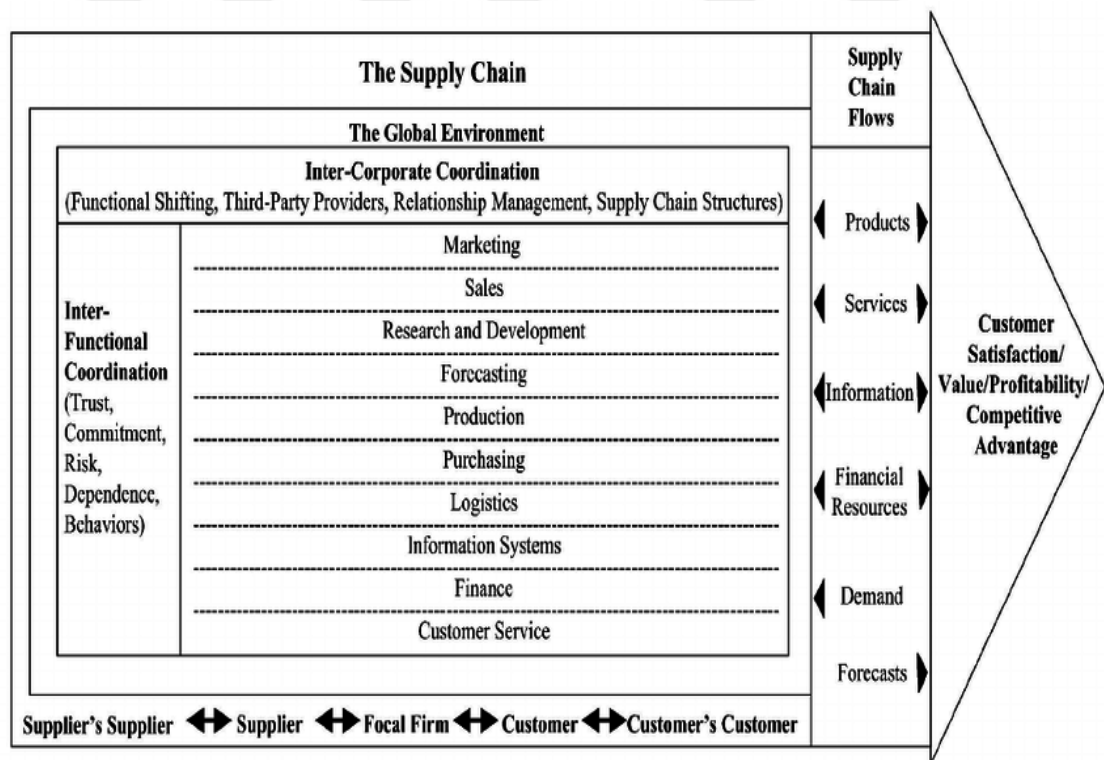 The Supply Chain
Supply
Chain
Flows
The Global Environment
Inter-Corporate Coordination
(Functional Shifting, Third-Party Providers, Relationship Management, Supply Chain Structures)
Inter-
Functional
Coordination
(Trust,
Commitment,
Risk,
Dependence,
Behaviors)
Marketing
Sales
Research and Development
Forecasting
Production
Purchasing
Logistics
Information Systems
Finance
Customer Service
Products
Services
Information
Financial
Resources
Demand
Forecasts
Customer
Satisfaction/
Value/Profitability/
Competitive
Advantage
Supplier's Supplier Supplier Focal Firm Customer Customer's Customer